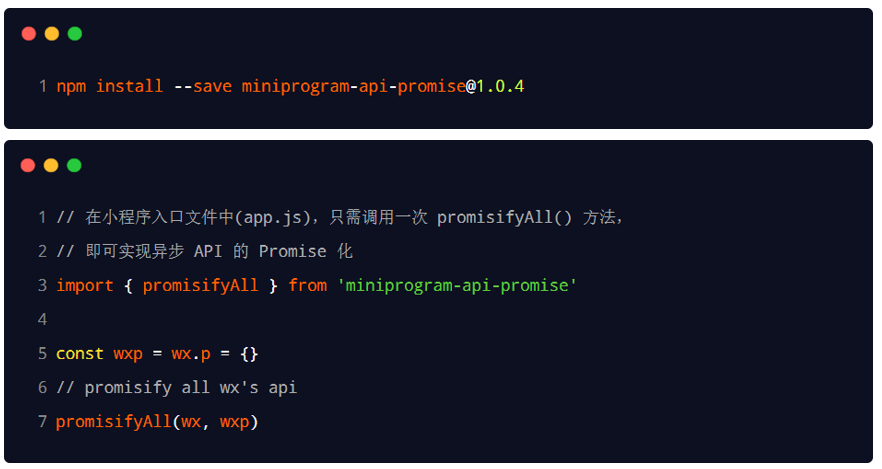 1 npm install --save miniprogram-api-promise@1.0.4
1 // 在小程序入口文件中(app.js)，只需调用一次 promisifyAll() 方法，
2 // 即可实现异步 API 的 Promise 化
3 import { promisifyAll } from 'miniprogram-api-promise'
4
5 const wxp = wx.p = {}
6 // promisify all wx's api
7 promisifyAll(wx, wxp)